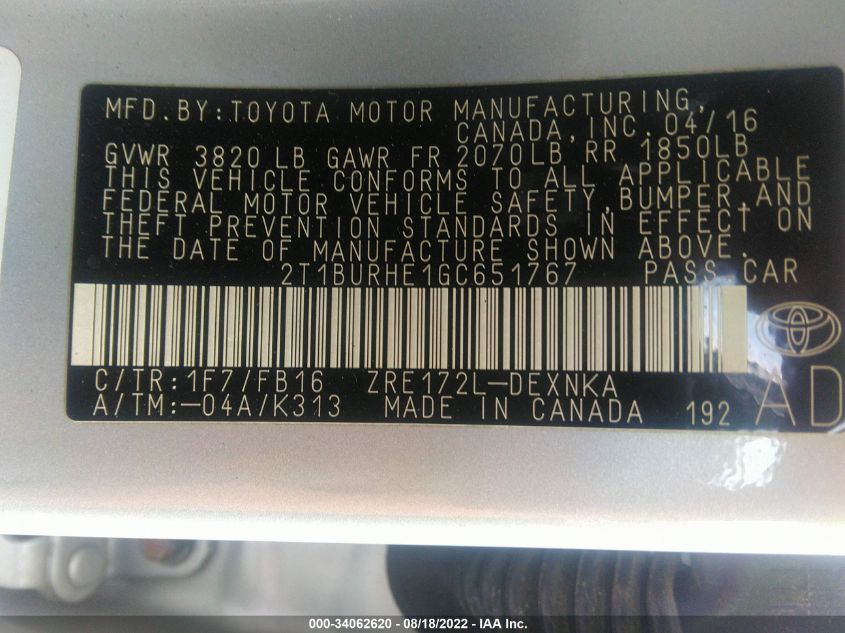 MFD.BY:TOYOTA MOTOR MANUFACTURING,
CANADA,INC.04/16
GVWR 3820 LB GAWR FR 2070LB RR 1850LB
THIS VEHICLE CONFORMS TO ALL APPLICABLE
FEDERAL MOTOR VEHICLE SAFETY,BUMPER,AND
THEFT PREVENTION STANDARDS IN EFFECT ON
THE DATE OF MANUFACTURE SHOWN ABOVE.
2T1BURHE1GC651767 PASS.CAR
C/TR:1F7/FB16 ZRE172L-DEXNKA
A/TM:-04A/K313 MADE IN CANADA 192 AD
000-34062620 - 08/18/2022 - IAA Inc.